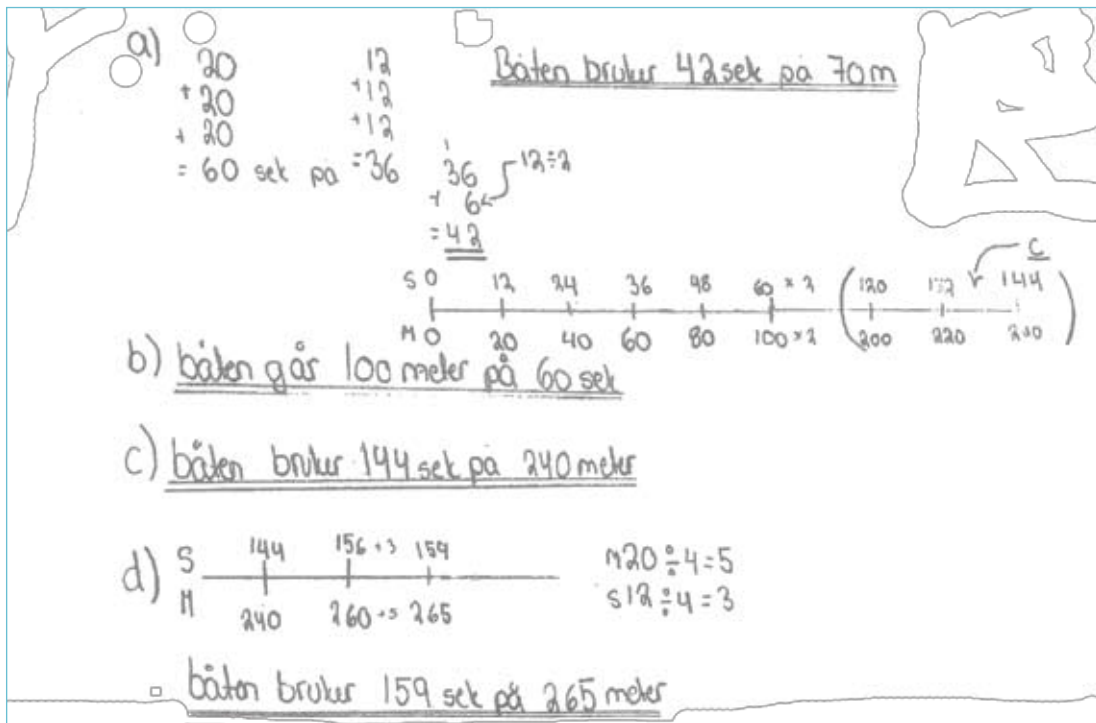 a) 20 12 Båten bruker 42sek på 70m
+ 20 +12
+ 20 +12
= 60 sek på =36
1
36 12÷2
+ 6
= 42
C
S 0 12 24 36 48 60 × 2 (120 132 144)
M 0 20 40 60 80 100×2 (200 220 240)
b) båten går 100 meter på 60 sek
c) båten bruker 144 sek på 240 meter
d) S 144 156 +3 159 M20÷4=5
M 240 260 +5 265 S12÷4=3
båten bruker 159 sek på 265 meter